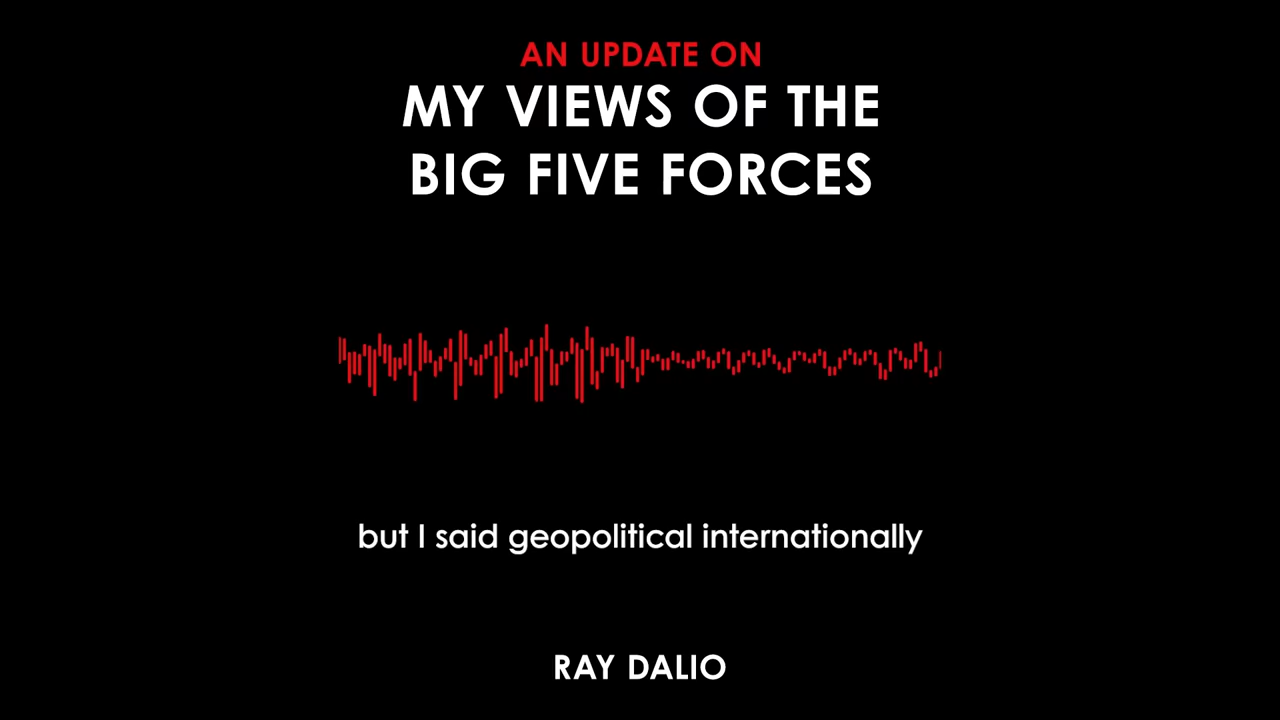 AN UPDATE ON
MY VIEWS OF THE
BIG FIVE FORCES
but I said geopolitical internationally
RAY DALIO